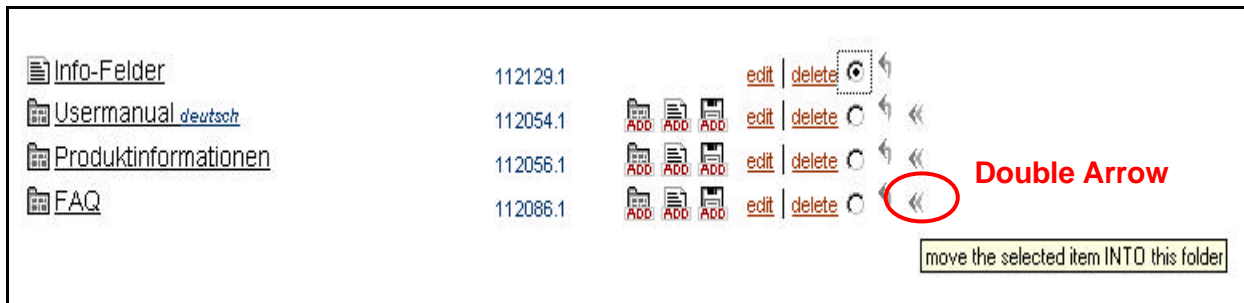 Info-Felder 112129.1 edit | delete
Usermanual deutsch 112054.1 ADD ADD ADD edit | delete
Produktinformationen 112056.1 ADD ADD ADD edit | delete
Double Arrow
FAQ 112086.1 ADD ADD ADD edit | delete
move the selected item INTO this folder